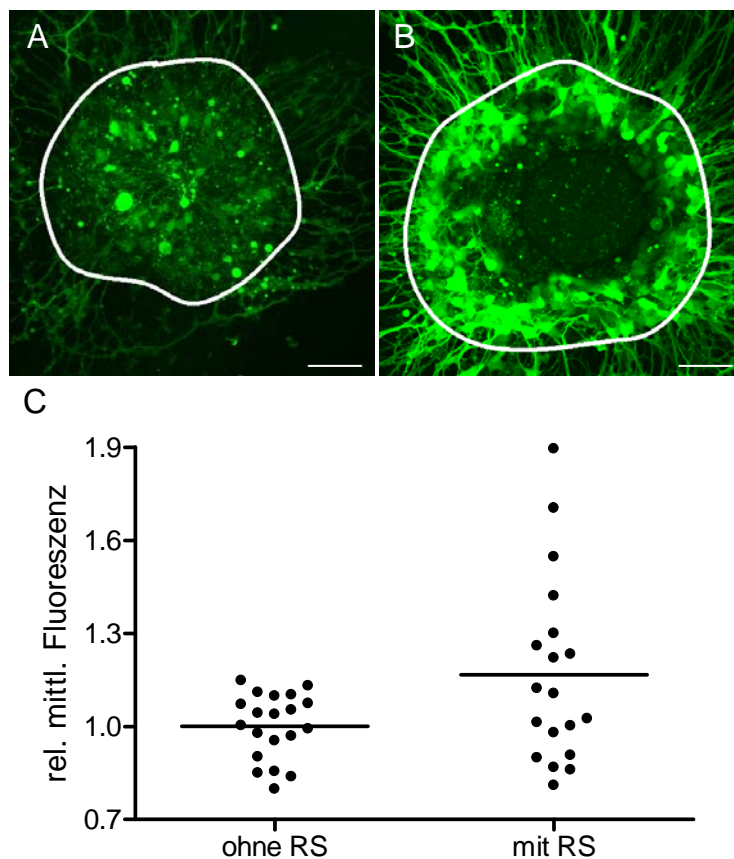 A
B
C
rel. mittl. Fluoreszenz
1.9
1.6
1.3
1.0
0.7
ohne RS
mit RS